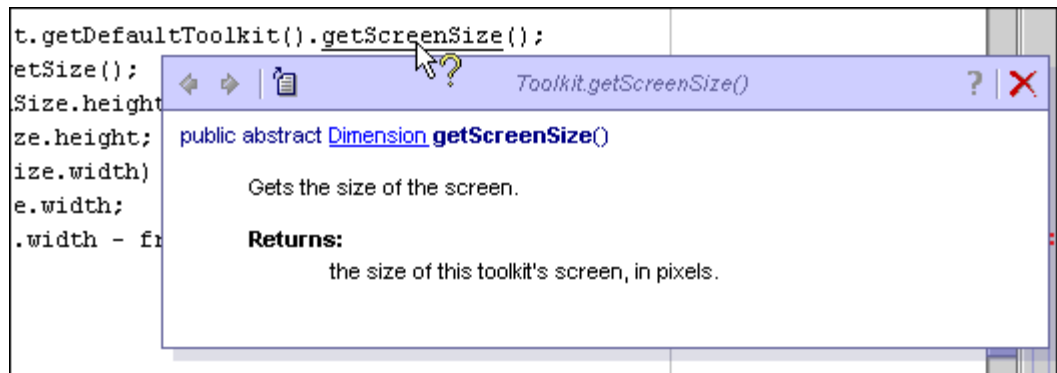 t.getDefaultToolkit().getScreenSize();
etSize();
Toolkit.getScreenSize()
?
Size.height
ze.height;
public abstract Dimension getScreenSize()
ize.width)
Gets the size of the screen.
e.width;
.width - fr
Returns:
the size of this toolkit's screen, in pixels.